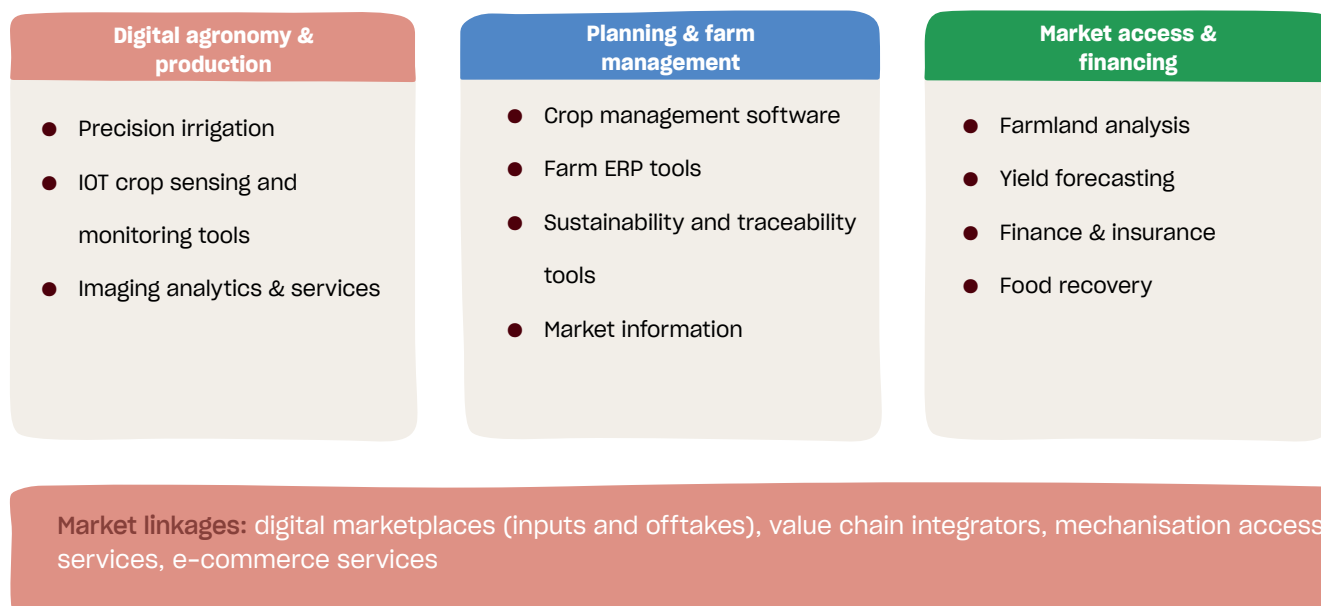 Digital agronomy &
production
Precision irrigation
IOT crop sensing and
monitoring tools
Imaging analytics & services
Planning & farm
management
Crop management software
Farm ERP tools
Sustainability and traceability
tools
Market information
Market access &
financing
Farmland analysis
Yield forecasting
Finance & insurance
Food recovery
Market linkages: digital marketplaces (inputs and offtakes), value chain integrators, mechanisation access
services, e-commerce services